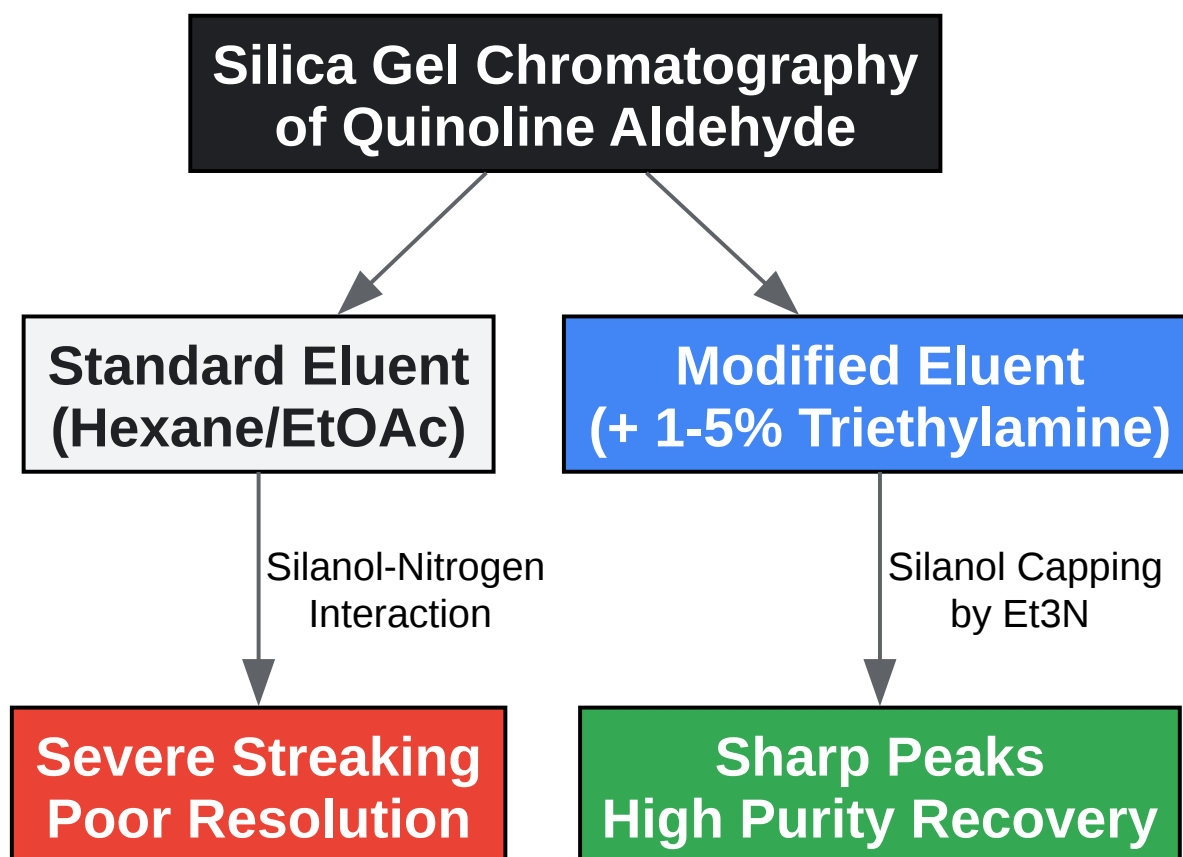 Silica Gel Chromatography
of Quinoline Aldehyde
Standard Eluent
(Hexane/EtOAc)
Modified Eluent
(+ 1-5% Triethylamine)
Silanol-Nitrogen
Interaction
Silanol Capping
by Et3N
Severe Streaking
Poor Resolution
Sharp Peaks
High Purity Recovery